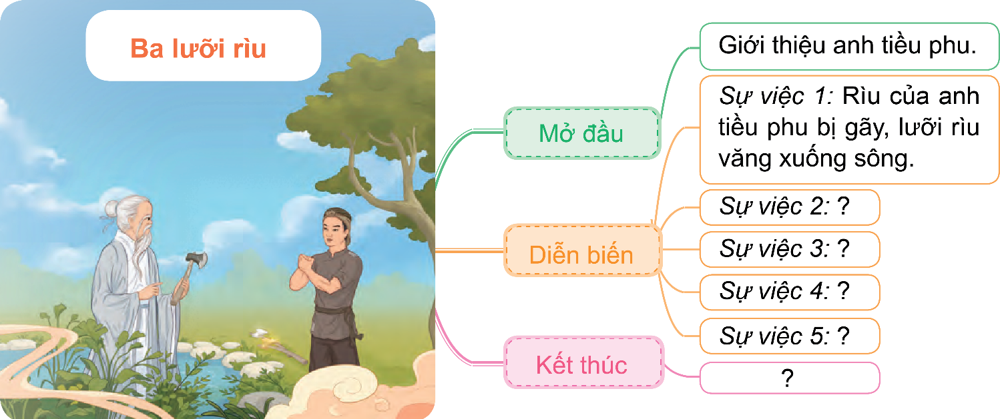 Ba lưỡi rìu
Mở đầu
Giới thiệu anh tiều phu.
Diễn biến
Sự việc 1: Rìu của anh
tiều phu bị gãy, lưỡi rìu
văng xuống sông.
Sự việc 2: ?
Sự việc 3: ?
Sự việc 4: ?
Sự việc 5: ?
Kết thúc
?